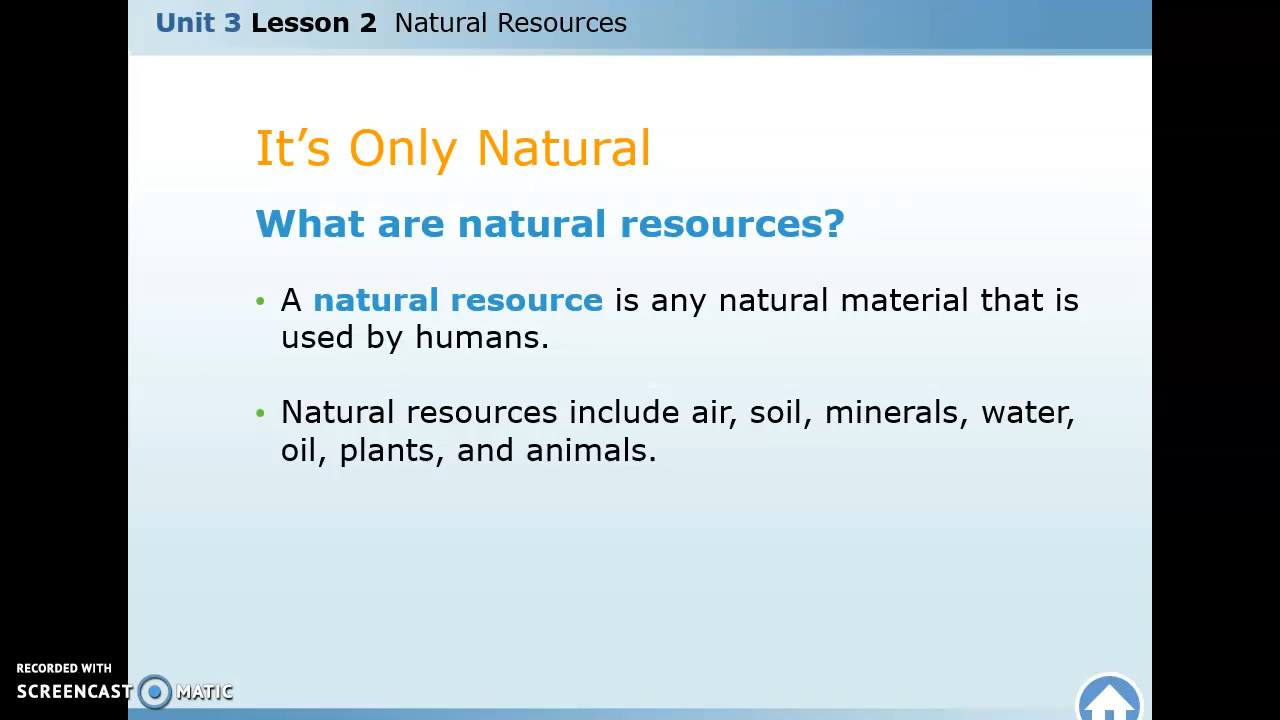 Unit 3 Lesson 2 Natural Resources
It's Only Natural
What are natural resources?
• A natural resource is any natural material that is
used by humans.
• Natural resources include air, soil, minerals, water,
oil, plants, and animals.
RECORDED WITH
SCREENCAST MATIC